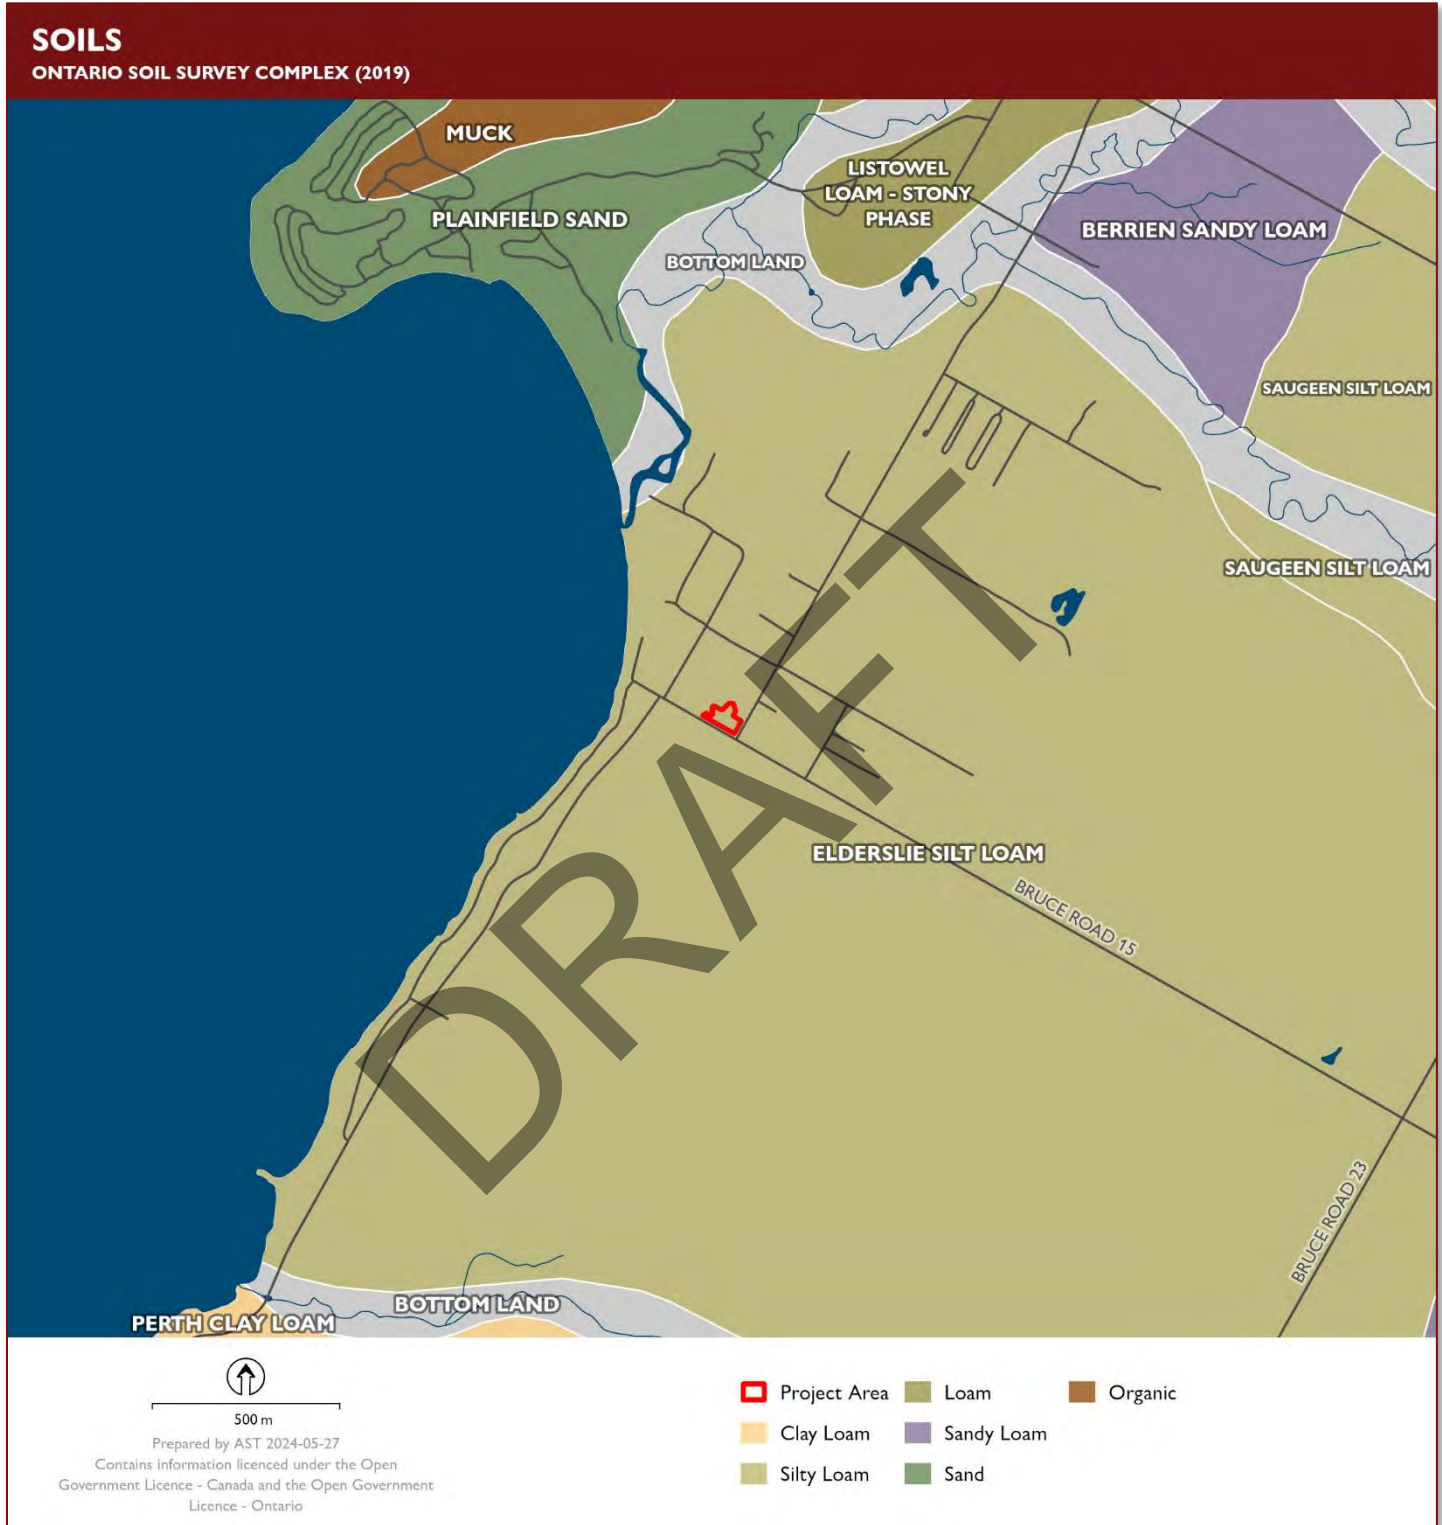 SOILS
ONTARIO SOIL SURVEY COMPLEX (2019)
MUCK
LISTOWEL
LOAM - STONY
PHASE
PLAINFIELD SAND
BERRIEN SANDY LOAM
BOTTOM LAND
SAUGEEN SILT LOAM
SAUGEEN SILT LOAM
DRAFT
ELDERSLIE SILT LOAM
BRUCE ROAD 15
BRUCE ROAD 23
BOTTOM LAND
PERTH CLAY LOAM
500 m
Prepared by AST 2024-05-27
Contains information licenced under the Open
Government Licence - Canada and the Open Government
Licence - Ontario
Project Area
Clay Loam
Silty Loam
Loam
Sandy Loam
Sand
Organic